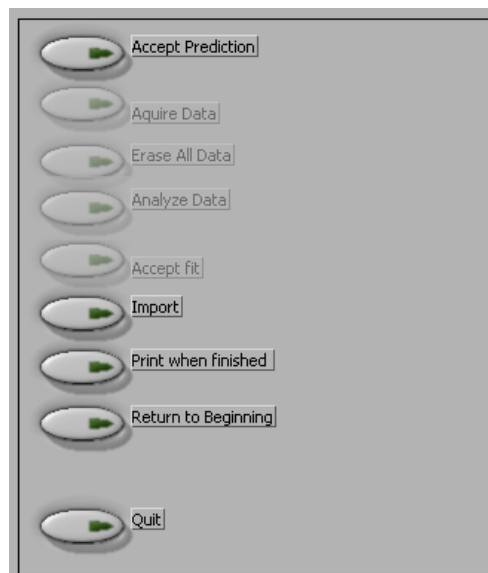 Accept Prediction
Aquire Data
Erase All Data
Analyze Data
Accept fit
Import
Print when finished
Return to Beginning
Quit